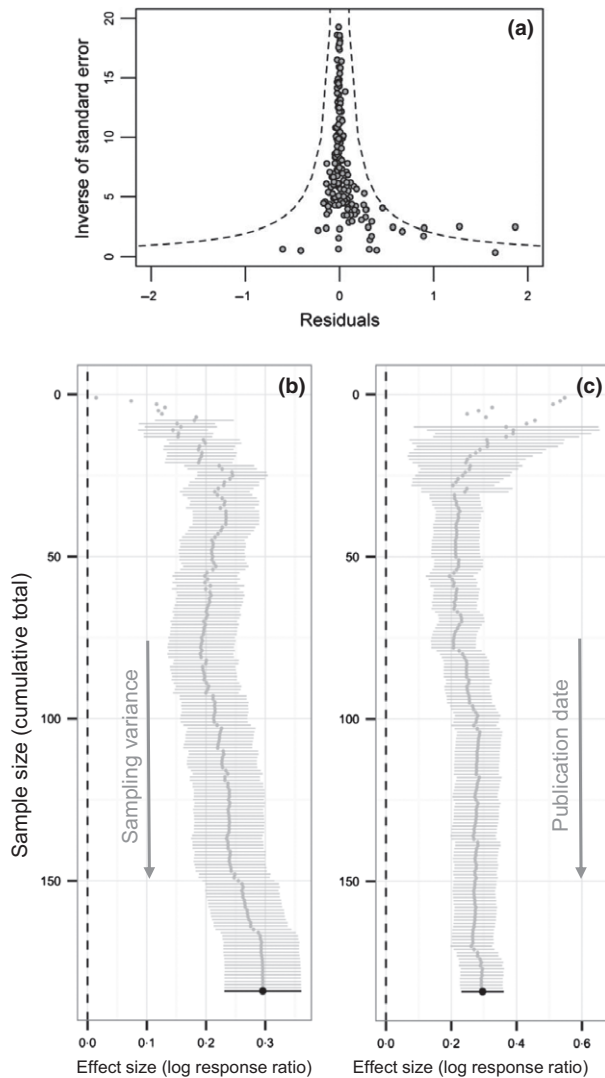 (a)
Inverse of standard error
20
15
10
5
0
−2
−1
0
1
2
Residuals
(b)
(c)
Sample size (cumulative total)
0
50
100
150
Sampling variance
Publication date
0·0
0·1
0·2
0·3
0·0
0·2
0·4
0·6
Effect size (log response ratio)
Effect size (log response ratio)